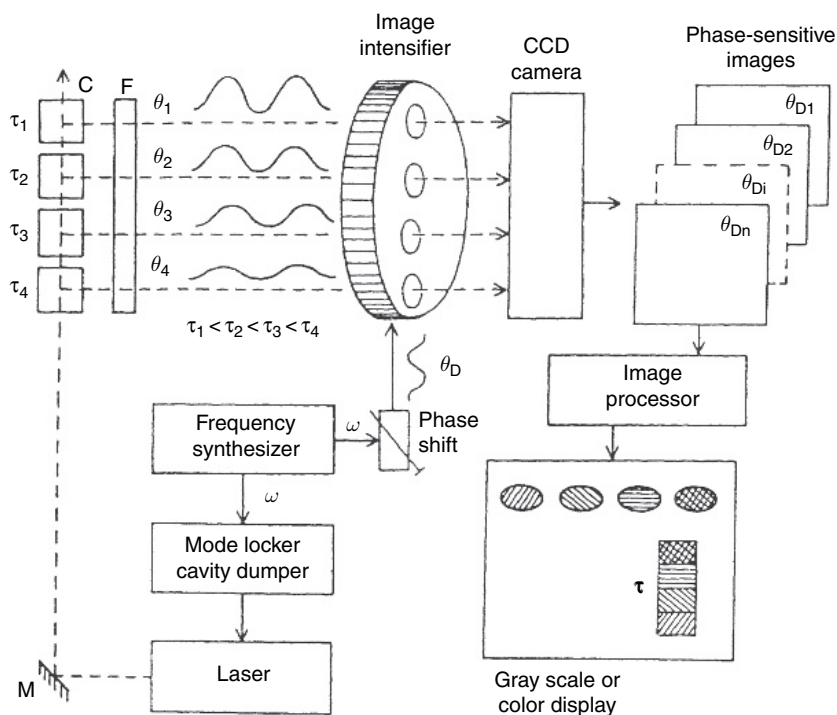 Image
intensifier
CCD
camera
Phase-sensitive
images
C F
τ1 θ1
τ2 θ2
τ3 θ3
τ4 θ4
τ1 < τ2 < τ3 < τ4
θD1
θD2
θDi
θDn
θD
Phase
shift
Frequency
synthesizer
ω
ω
Mode locker
cavity dumper
Laser
M
Image
processor
τ
Gray scale or
color display